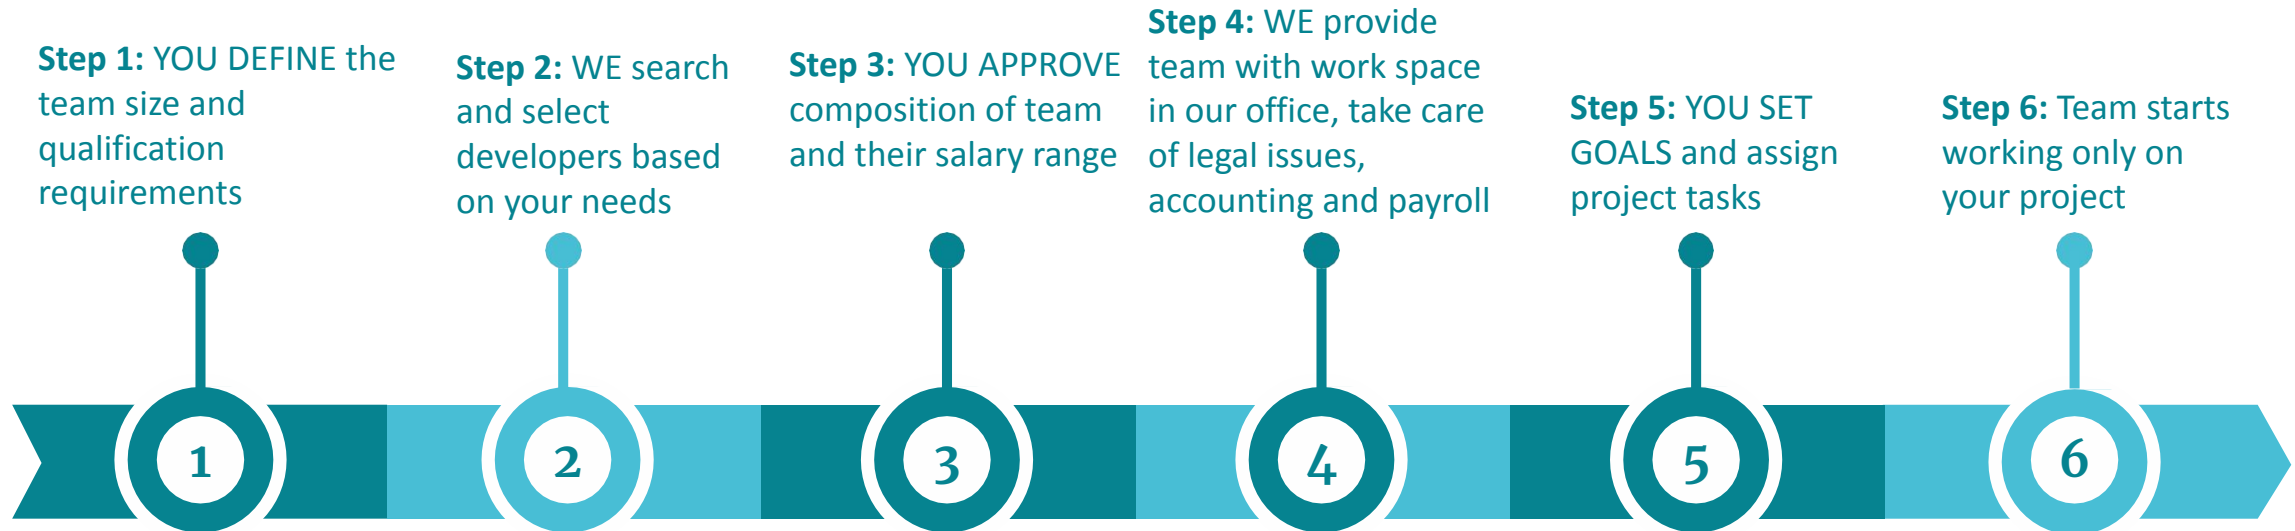 Step 1: YOU DEFINE the
team size and
qualification
requirements
Step 2: WE search
and select
developers based
on your needs
Step 3: YOU APPROVE
composition of team
and their salary range
Step 4: WE provide
team with work space
in our office, take care
of legal issues,
accounting and payroll
Step 5: YOU SET
GOALS and assign
project tasks
Step 6: Team starts
working only on
your project
1
2
3
4
5
6